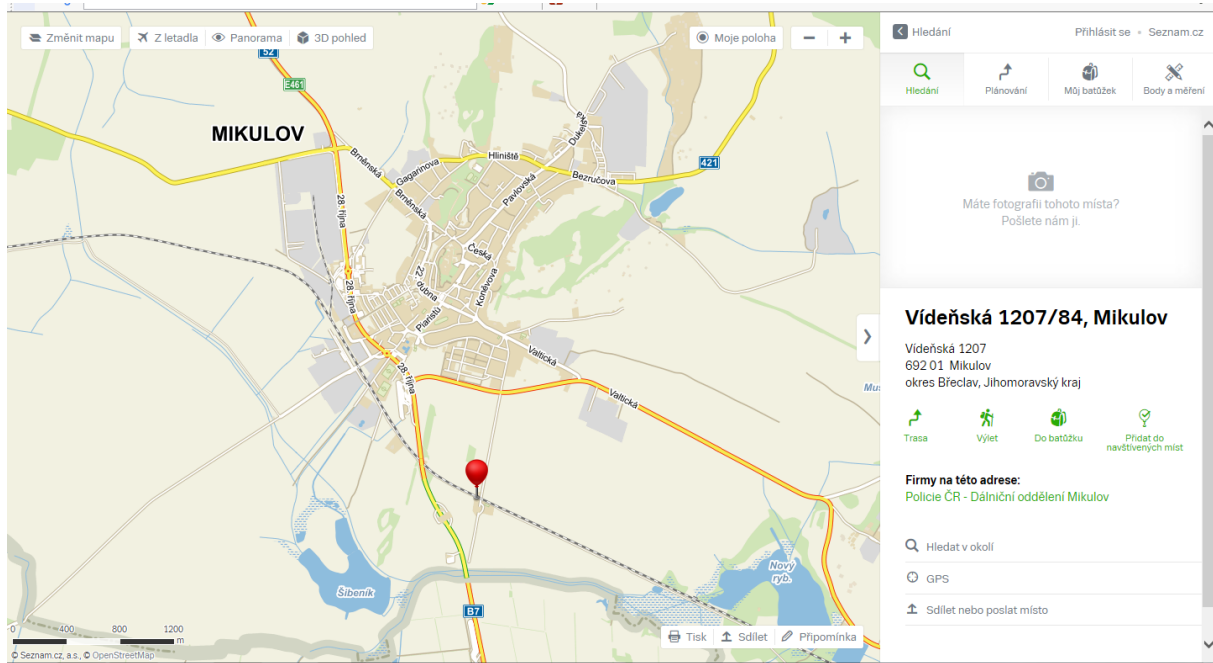 Změnit mapu
Z letadla
Panorama
3D pohled
Moje poloha
Hledání
Přihlásit se
Seznam.cz
Hledání
Plánování
Můj batůžek
Body a měření
52
E461
MIKULOV
Brněnská
Gagarinova
Hliniště
Dukelská
421
Bezručova
Pavlovská
Brněnská
28. října
Česká
22. dubna
Koněvova
28. října
Piaristů
Valtická
28. října
Valtická
Máte fotografii tohoto místa?
Pošlete nám ji.
Vídeňská 1207/84, Mikulov
Vídeňská 1207
692 01 Mikulov
okres Břeclav, Jihomoravský kraj
Trasa
Výlet
Do batůžku
Přidat do
navštívených míst
Firmy na této adrese:
Policie ČR - Dálniční oddělení Mikulov
Hledat v okolí
GPS
Sdílet nebo poslat místo
Nový
ryb.
Šibeník
B7
0 400 800 1200
m
Tisk
Sdílet
Připomínka
© Seznam.cz, a.s., © OpenStreetMap